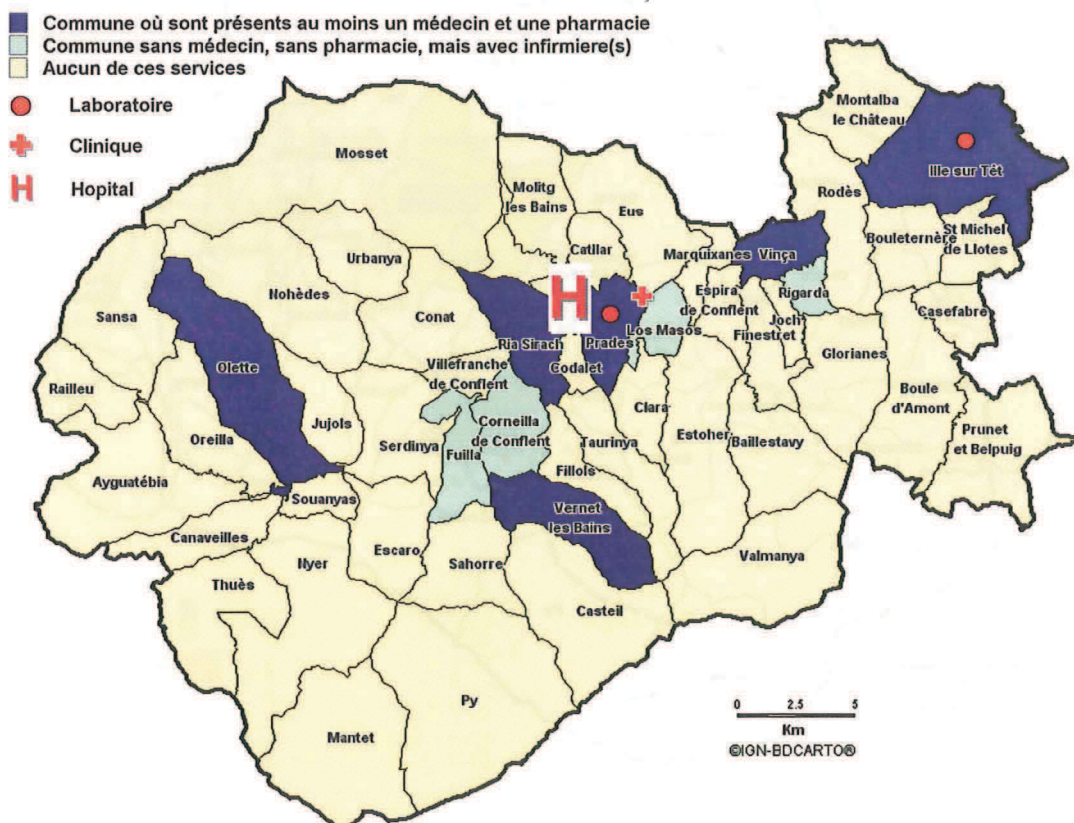 Commune où sont présents au moins un médecin et une pharmacie
Commune sans médecin, sans pharmacie, mais avec infirmiere(s)
Aucun de ces services
Laboratoire
Clinique
H Hopital
Montalba
le Château
Mosset
Ille sur Têt
Molitg
les Bains
Rodès
Eus
Urbanya
Catllar
Marquixanes
Vinça
Bouleternère
St Michel
de Llotes
Nohèdes
Sansa
Conat
H
Espira
de Conflent
Rigarda
Casefabre
Olette
Ria Sirach
Prades
Los Masos
Joch
Finestret
Villefranche
de Conflent
Codalet
Glorianes
Railleu
Boule
d'Amont
Oreilla
Jujols
Serdinya
Corneilla
de Conflent
Clara
Taurinya
Estoher
Baillestavy
Prunet
et Belpuig
Fuilla
Fillols
Ayguatébia
Souanyas
Vernet
les Bains
Canaveilles
Nyer
Escaro
Sahorre
Valmanya
Thuès
Casteil
Py
Mantet
0 2.5 5
Km
©IGN-BDCARTO®